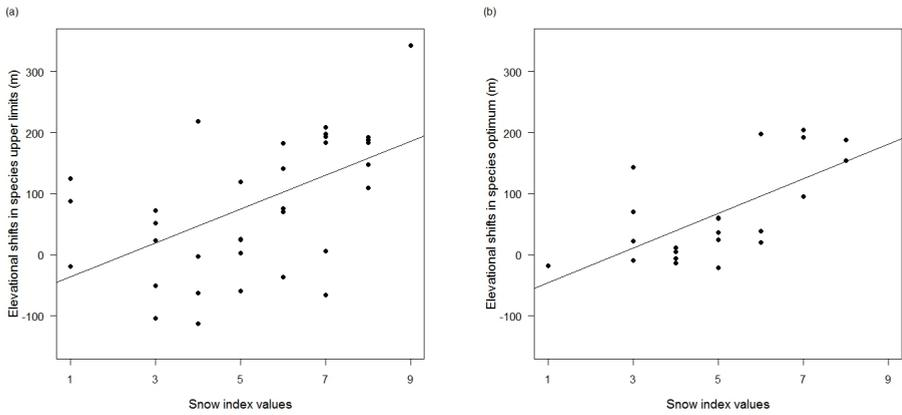 (a)
Elevational shifts in species upper limits (m)
300
200
100
0
-100
1 3 5 7 9
Snow index values
(b)
Elevational shifts in species optimum (m)
300
200
100
0
-100
1 3 5 7 9
Snow index values